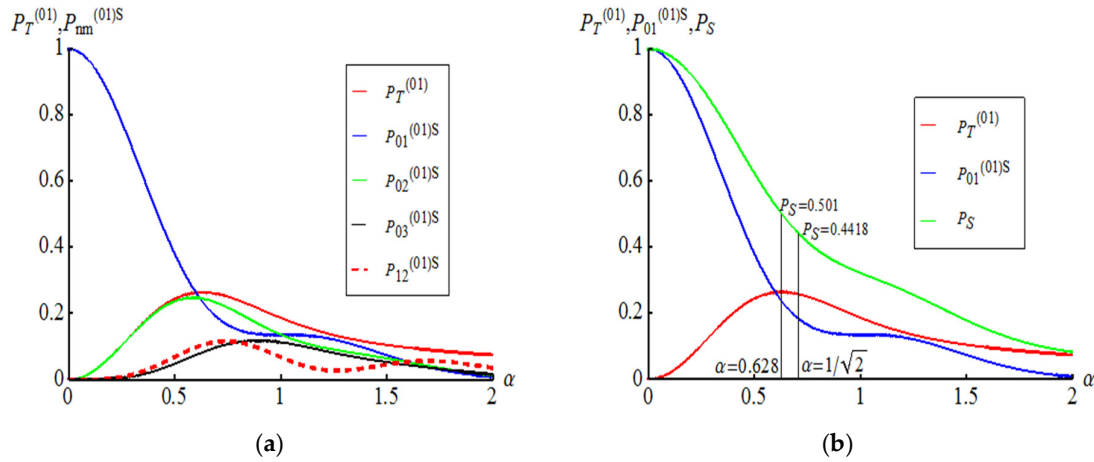 P_T^(01),P_nm^(01)S
1
0.8
0.6
0.4
0.2
0
0
0.5
1
1.5
2
α
P_T^(01)
P_01^(01)S
P_02^(01)S
P_03^(01)S
P_12^(01)S
(a)
P_T^(01),P_01^(01)S,P_S
1
0.8
0.6
0.4
0.2
0
P_S=0.501
P_S=0.4418
α=0.628
α=1/√2
0
0.5
1
1.5
2
α
P_T^(01)
P_01^(01)S
P_S
(b)